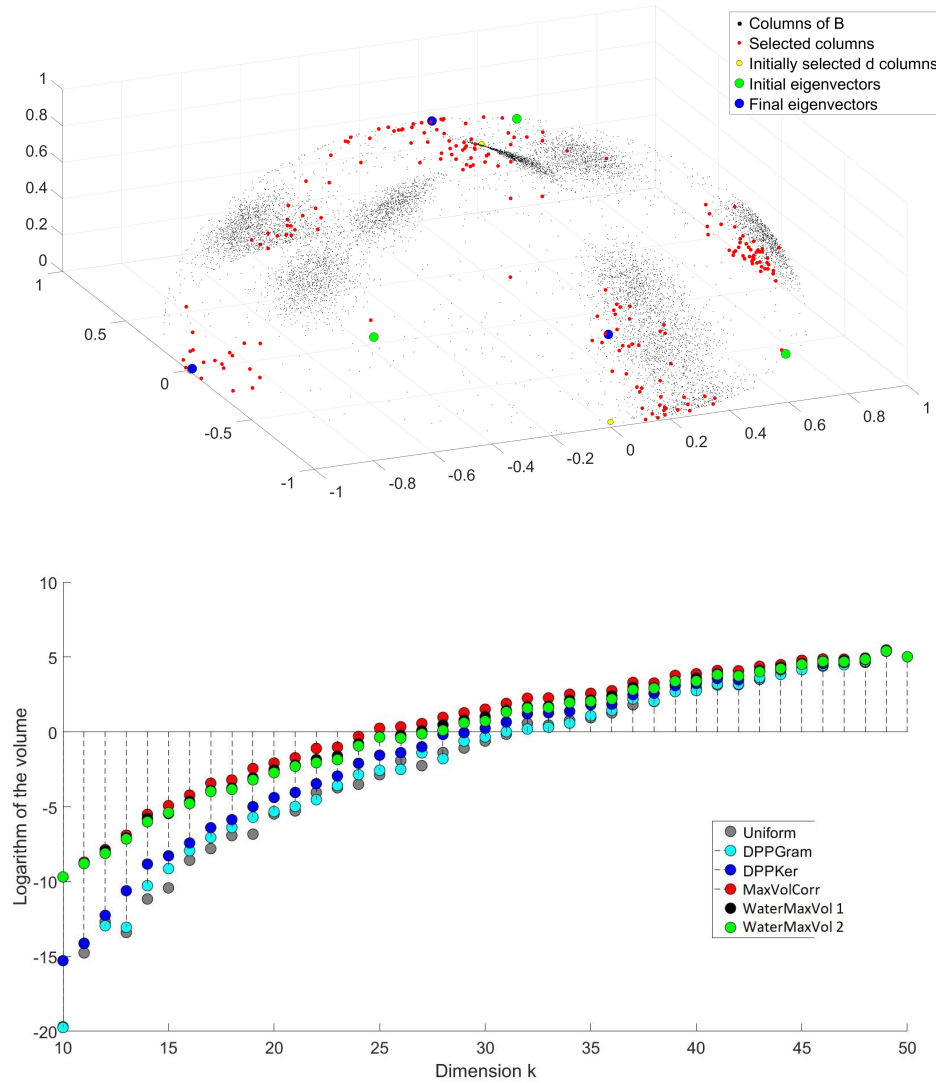 Columns of B
Selected columns
Initially selected d columns
Initial eigenvectors
Final eigenvectors
1
0.8
0.6
0.4
0.2
0
1
0.5
0
-0.5
-1
-1
-0.8
-0.6
-0.4
-0.2
0
0.2
0.4
0.6
0.8
1
10
5
0
-5
-10
-15
-20
Logarithm of the volume
Uniform
DPPGram
DPPKer
MaxVolCorr
WaterMaxVol 1
WaterMaxVol 2
10
15
20
25
30
35
40
45
50
Dimension k